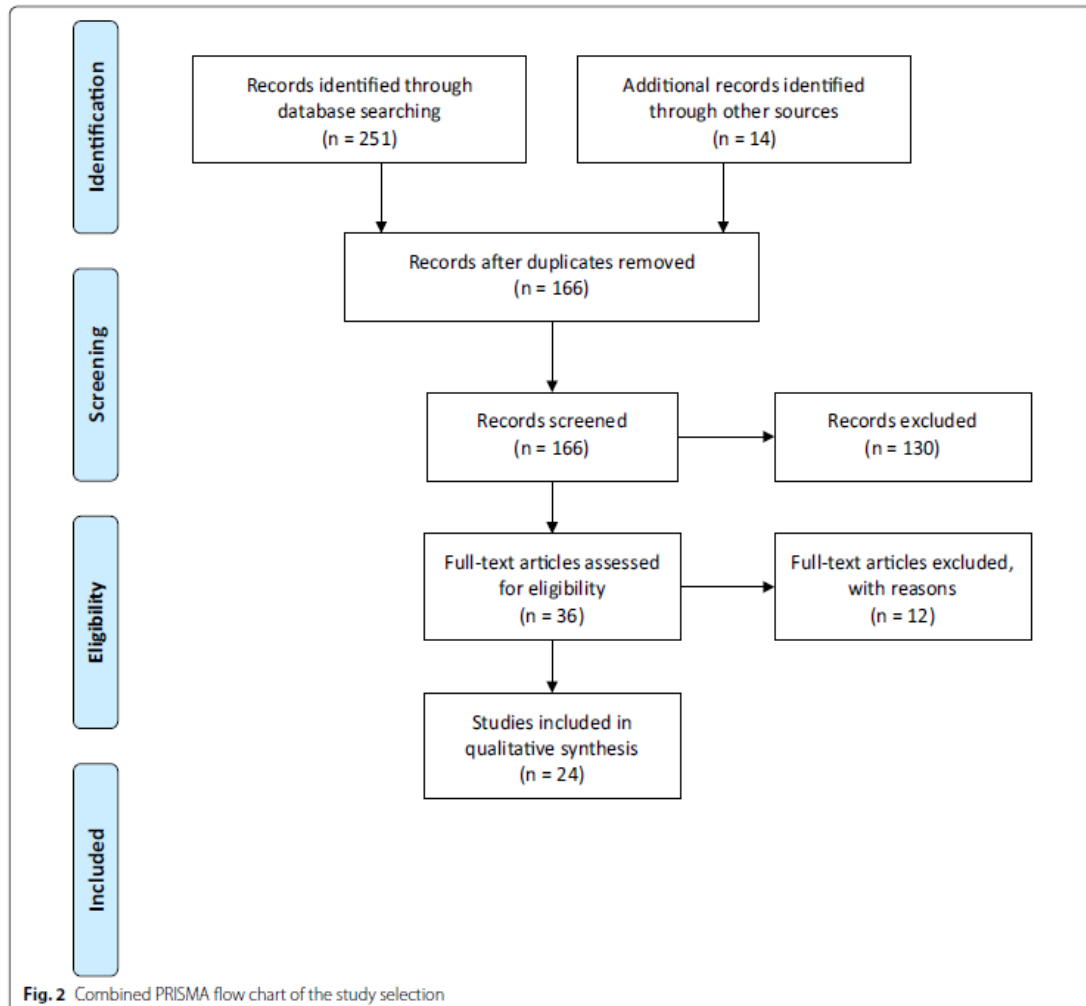 Identification
Records identified through
database searching
(n = 251)
Additional records identified
through other sources
(n = 14)
Records after duplicates removed
(n = 166)
Screening
Records screened
(n = 166)
Records excluded
(n = 130)
Eligibility
Full-text articles assessed
for eligibility
(n = 36)
Full-text articles excluded,
with reasons
(n = 12)
Studies included in
qualitative synthesis
(n = 24)
Included
Fig. 2 Combined PRISMA flow chart of the study selection